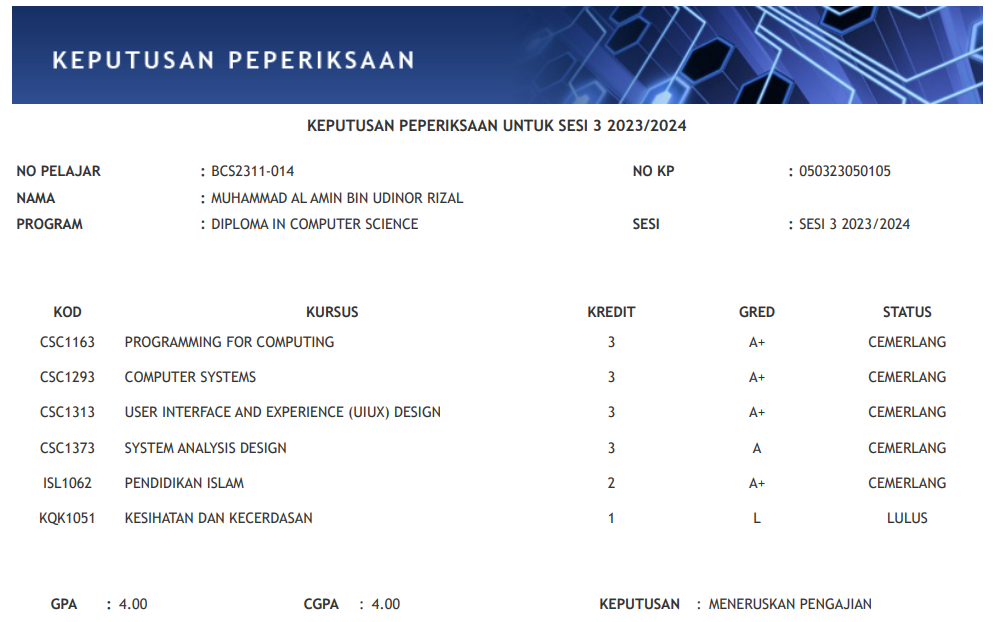 KEPUTUSAN PEPERIKSAAN
KEPUTUSAN PEPERIKSAAN UNTUK SESI 3 2023/2024
NO PELAJAR : BCS2311-014 NO KP : 050323050105
NAMA : MUHAMMAD AL AMIN BIN UDINOR RIZAL
PROGRAM : DIPLOMA IN COMPUTER SCIENCE SESI : SESI 3 2023/2024
KOD KURSUS KREDIT GRED STATUS
CSC1163 PROGRAMMING FOR COMPUTING 3 A+ CEMERLANG
CSC1293 COMPUTER SYSTEMS 3 A+ CEMERLANG
CSC1313 USER INTERFACE AND EXPERIENCE (UIUX) DESIGN 3 A+ CEMERLANG
CSC1373 SYSTEM ANALYSIS DESIGN 3 A CEMERLANG
ISL1062 PENDIDIKAN ISLAM 2 A+ CEMERLANG
KQK1051 KESIHATAN DAN KECERDASAN 1 L LULUS
GPA : 4.00 CGPA : 4.00 KEPUTUSAN : MENERUSKAN PENGAJIAN